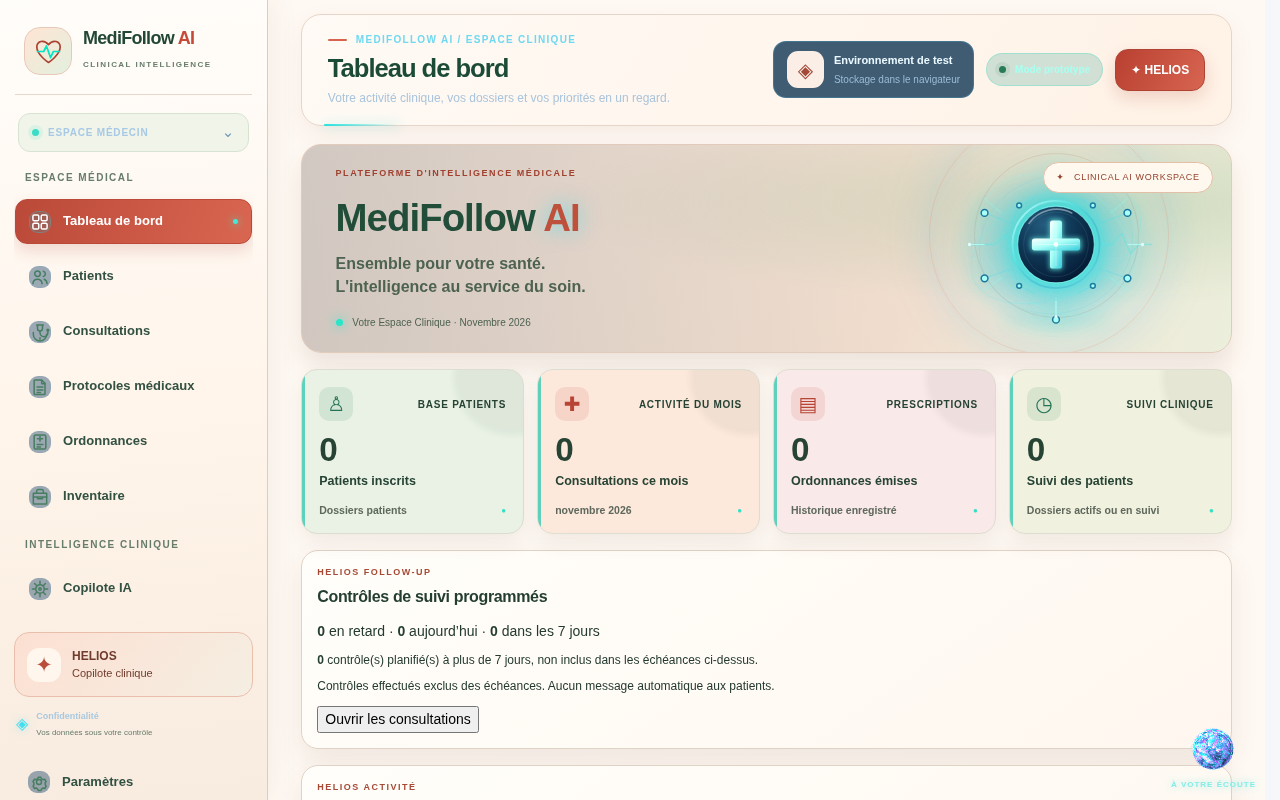 MediFollow AI
CLINICAL INTELLIGENCE
ESPACE MÉDECIN
ESPACE MÉDICAL
Tableau de bord
Patients
Consultations
Protocoles médicaux
Ordonnances
Inventaire
INTELLIGENCE CLINIQUE
Copilote IA
HELIOS
Copilote clinique
Confidentialité
Vos données sous votre contrôle
Paramètres
MEDIFOLLOW AI / ESPACE CLINIQUE
Tableau de bord
Votre activité clinique, vos dossiers et vos priorités en un regard.
Environnement de test
Stockage dans le navigateur
Mode prototype
✦ HELIOS
PLATEFORME D'INTELLIGENCE MÉDICALE
MediFollow AI
Ensemble pour votre santé.
L'intelligence au service du soin.
Votre Espace Clinique · Novembre 2026
✦ CLINICAL AI WORKSPACE
BASE PATIENTS
0
Patients inscrits
Dossiers patients
ACTIVITÉ DU MOIS
0
Consultations ce mois
novembre 2026
PRESCRIPTIONS
0
Ordonnances émises
Historique enregistré
SUIVI CLINIQUE
0
Suivi des patients
Dossiers actifs ou en suivi
HELIOS FOLLOW-UP
Contrôles de suivi programmés
0 en retard · 0 aujourd'hui · 0 dans les 7 jours
0 contrôle(s) planifié(s) à plus de 7 jours, non inclus dans les échéances ci-dessus.
Contrôles effectués exclus des échéances. Aucun message automatique aux patients.
Ouvrir les consultations
À VOTRE ÉCOUTE
HELIOS ACTIVITÉ